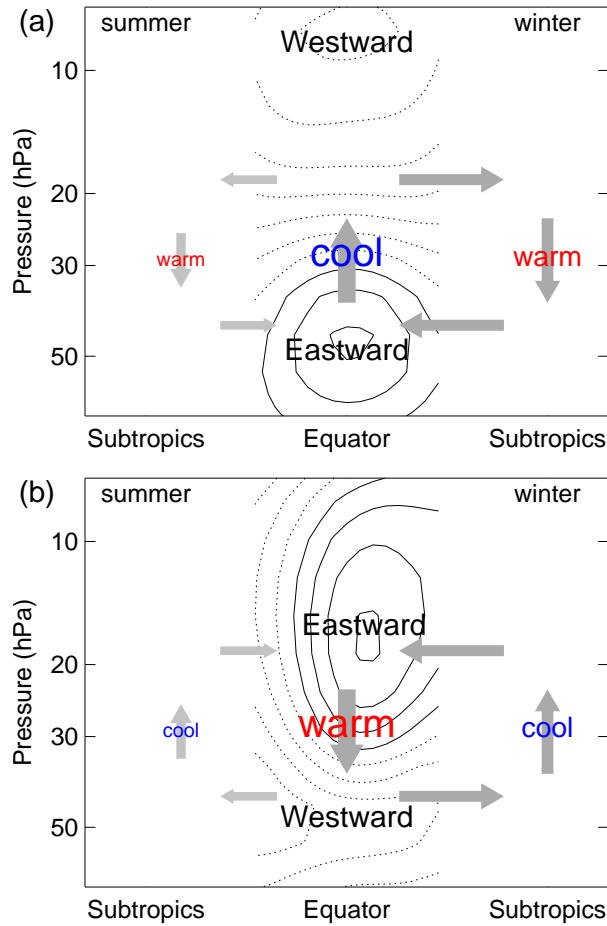 (a)
summer
Westward
winter
10
20
30
50
Pressure (hPa)
warm
cool
warm
Eastward
Subtropics
Equator
Subtropics
(b)
summer
winter
10
20
30
50
Pressure (hPa)
Eastward
cool
warm
cool
Westward
Subtropics
Equator
Subtropics